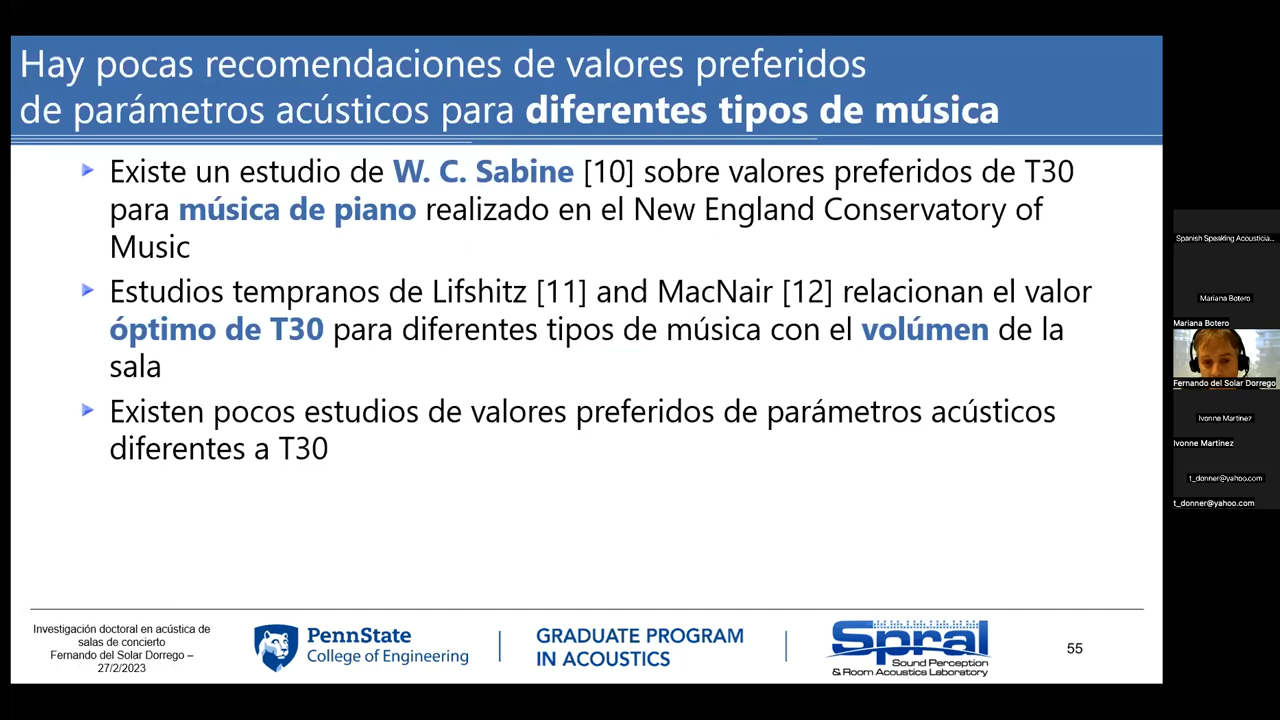 Hay pocas recomendaciones de valores preferidos
de parámetros acústicos para diferentes tipos de música
Existe un estudio de W. C. Sabine [10] sobre valores preferidos de T30
para música de piano realizado en el New England Conservatory of
Music
Estudios tempranos de Lifshitz [11] and MacNair [12] relacionan el valor
óptimo de T30 para diferentes tipos de música con el volúmen de la
sala
Existen pocos estudios de valores preferidos de parámetros acústicos
diferentes a T30
Investigación doctoral en acústica de
salas de concierto
Fernando del Solar Dorrego –
27/2/2023
PennState
College of Engineering
GRADUATE PROGRAM
IN ACOUSTICS
Spral
Sound Perception
& Room Acoustics Laboratory
55
Spanish Speaking Acousticia...
Mariana Botero
Mariana Botero
Fernando del Solar Dorrego
Ivonne Martinez
Ivonne Martinez
t_donner@yahoo.com
t_donner@yahoo.com